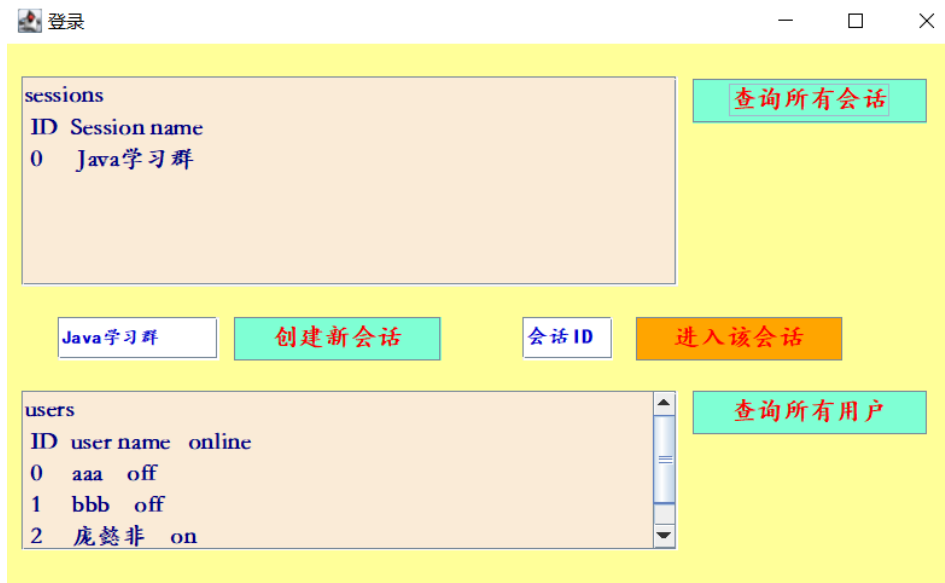 登录
sessions
ID Session name
0 Java学习群
查询所有会话
Java学习群
创建新会话
会话ID
进入该会话
users
ID user name online
0 aaa off
1 bbb off
2 庞懿非 on
查询所有用户